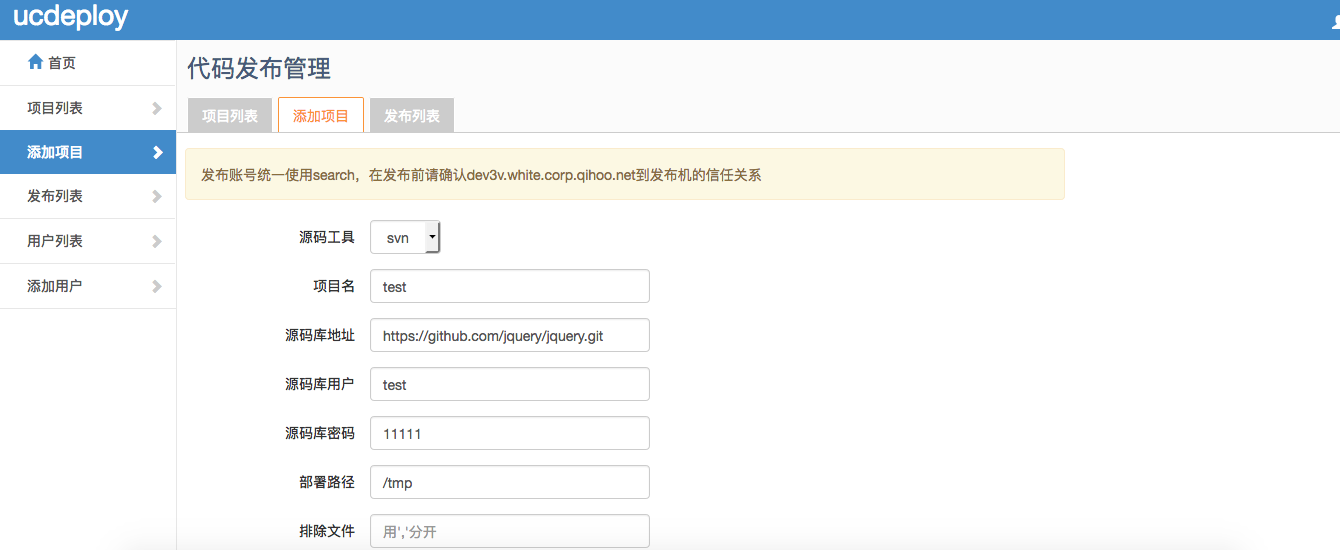 ucdeploy
首页
项目列表
添加项目
发布列表
用户列表
添加用户
代码发布管理
项目列表 添加项目 发布列表
发布账号统一使用search，在发布前请确认dev3v.white.corp.qihoo.net到发布机的信任关系
源码工具 svn
项目名 test
源码库地址 https://github.com/jquery/jquery.git
源码库用户 test
源码库密码 11111
部署路径 /tmp
排除文件 用','分开